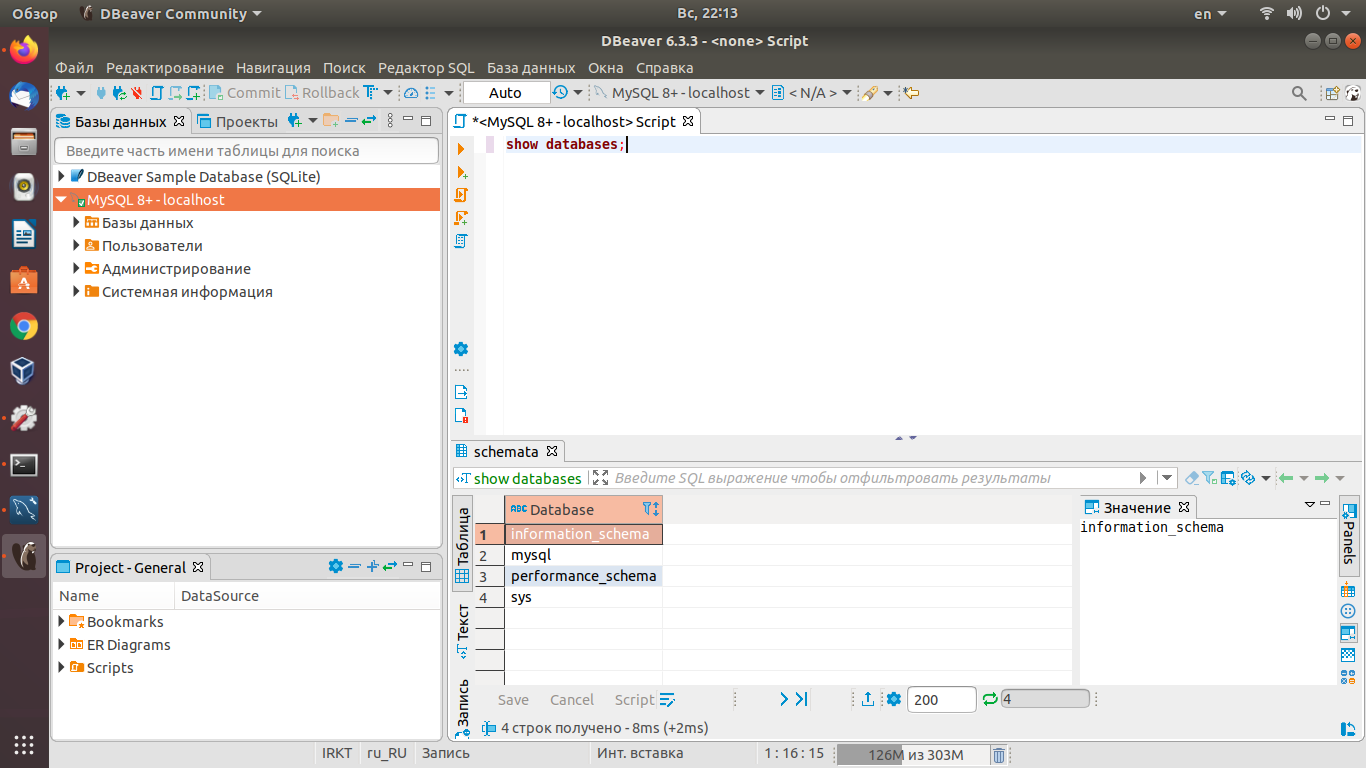 Обзор
DBeaver Community
Вс, 22:13
en
DBeaver 6.3.3 - <none> Script
Файл Редактирование Навигация Поиск Редактор SQL База данных Окна Справка
Commit Rollback Auto MySQL 8+ - localhost < N/A >
Базы данных
Проекты
Введите часть имени таблицы для поиска
DBeaver Sample Database (SQLite)
MySQL 8+ - localhost
Базы данных
Пользователи
Администрирование
Системная информация
*<MySQL 8+ - localhost> Script
show databases;
Project - General
Name DataSource
Bookmarks
ER Diagrams
Scripts
schemata
show databases
Введите SQL выражение чтобы отфильтровать результаты
Таблица
Текст
Запись
ABC Database
1 information_schema
2 mysql
3 performance_schema
4 sys
Значение
information_schema
Panels
Save Cancel Script 200 4
4 строк получено - 8ms (+2ms)
IRKT ru_RU Запись Инт. вставка 1 : 16 : 15 126M из 303M